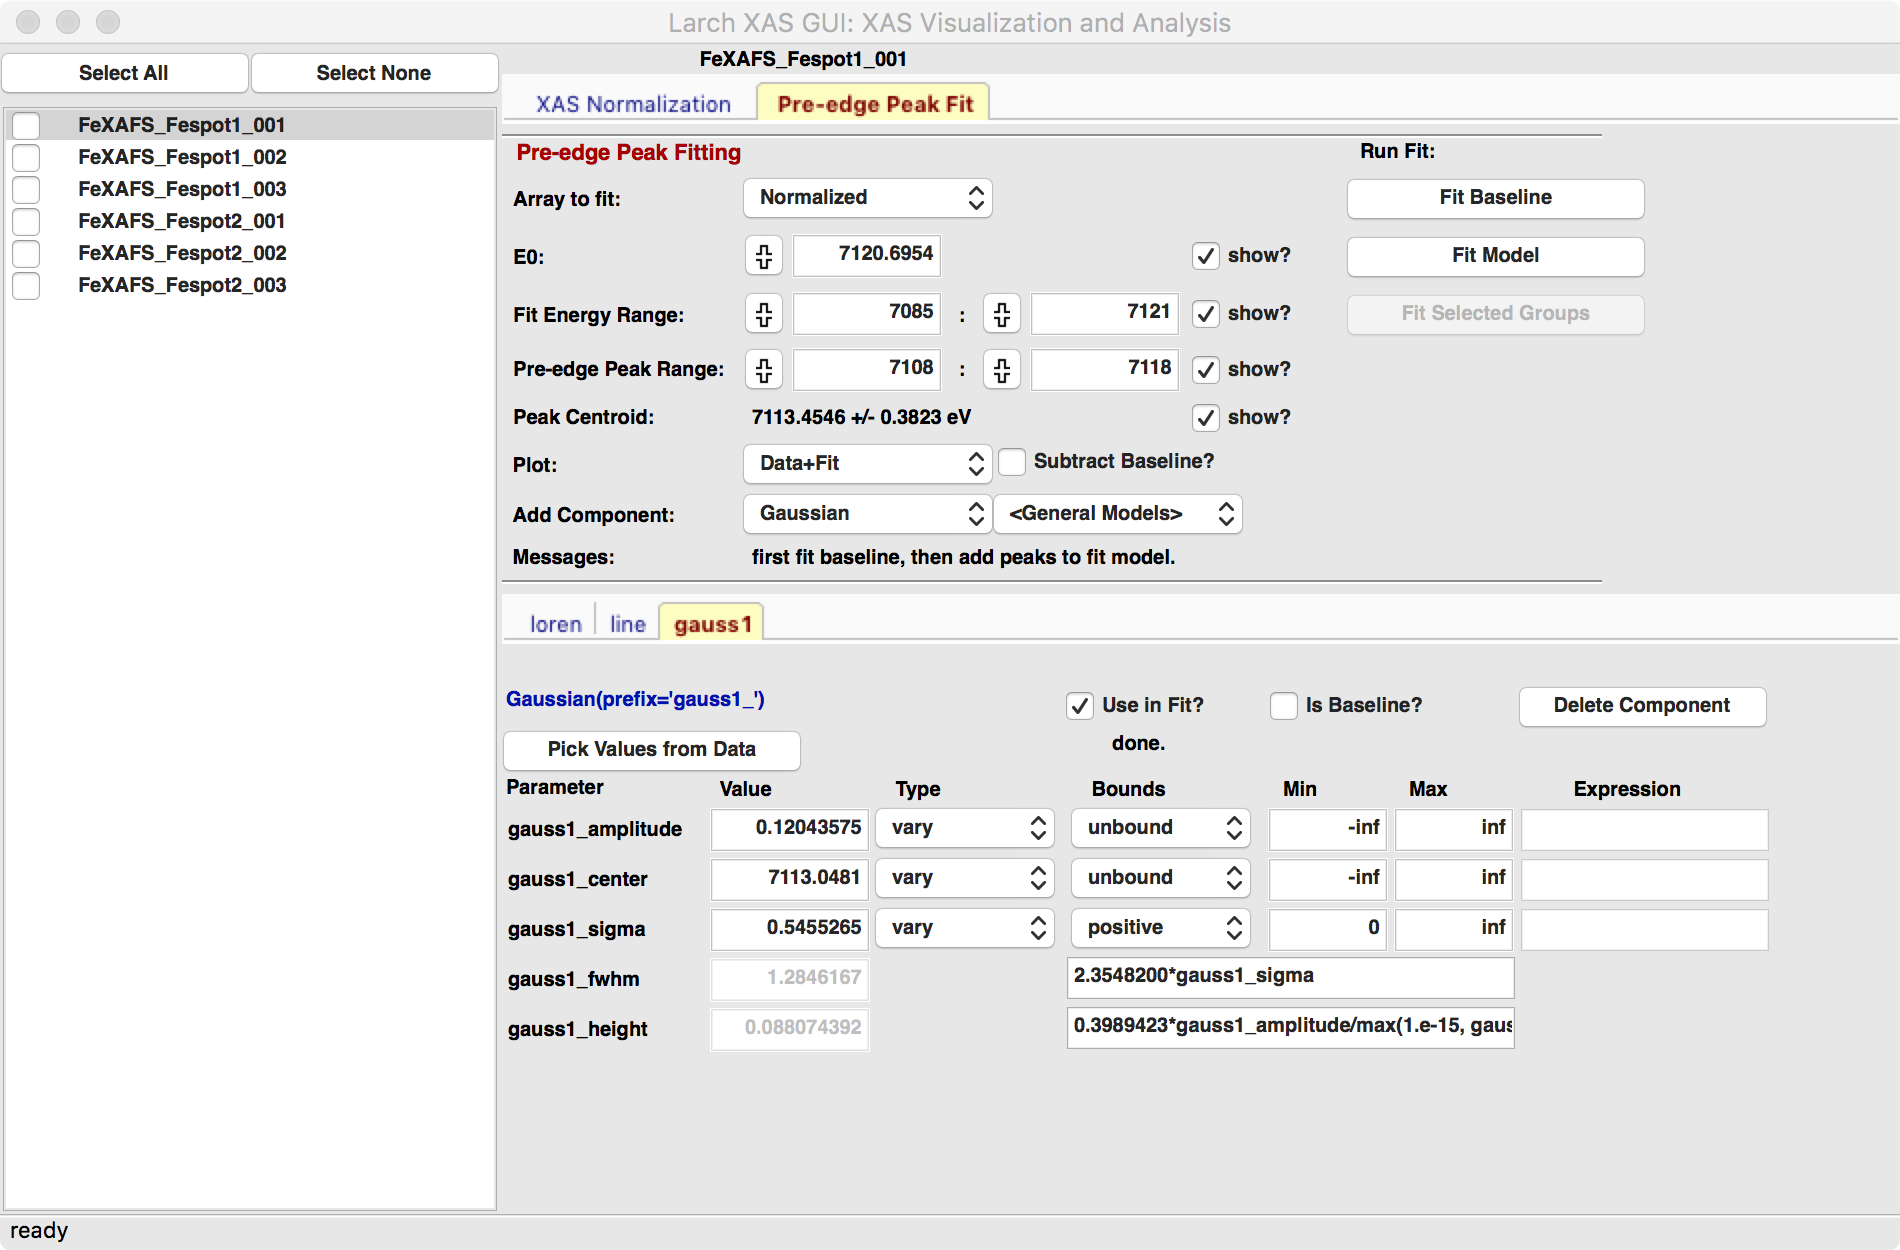 Larch XAS GUI: XAS Visualization and Analysis
Select All
Select None
FeXAFS_Fespot1_001
FeXAFS_Fespot1_002
FeXAFS_Fespot1_003
FeXAFS_Fespot2_001
FeXAFS_Fespot2_002
FeXAFS_Fespot2_003
FeXAFS_Fespot1_001
XAS Normalization
Pre-edge Peak Fit
Pre-edge Peak Fitting
Run Fit:
Array to fit: Normalized
Fit Baseline
E0: 7120.6954 show?
Fit Model
Fit Energy Range: 7085 : 7121 show?
Fit Selected Groups
Pre-edge Peak Range: 7108 : 7118 show?
Peak Centroid: 7113.4546 +/- 0.3823 eV show?
Plot: Data+Fit Subtract Baseline?
Add Component: Gaussian <General Models>
Messages: first fit baseline, then add peaks to fit model.
loren line gauss1
Gaussian(prefix='gauss1_') Use in Fit? Is Baseline? Delete Component
Pick Values from Data done.
Parameter Value Type Bounds Min Max Expression
gauss1_amplitude 0.12043575 vary unbound -inf inf
gauss1_center 7113.0481 vary unbound -inf inf
gauss1_sigma 0.5455265 vary positive 0 inf
gauss1_fwhm 1.2846167 2.3548200*gauss1_sigma
gauss1_height 0.088074392 0.3989423*gauss1_amplitude/max(1.e-15, gaus
ready